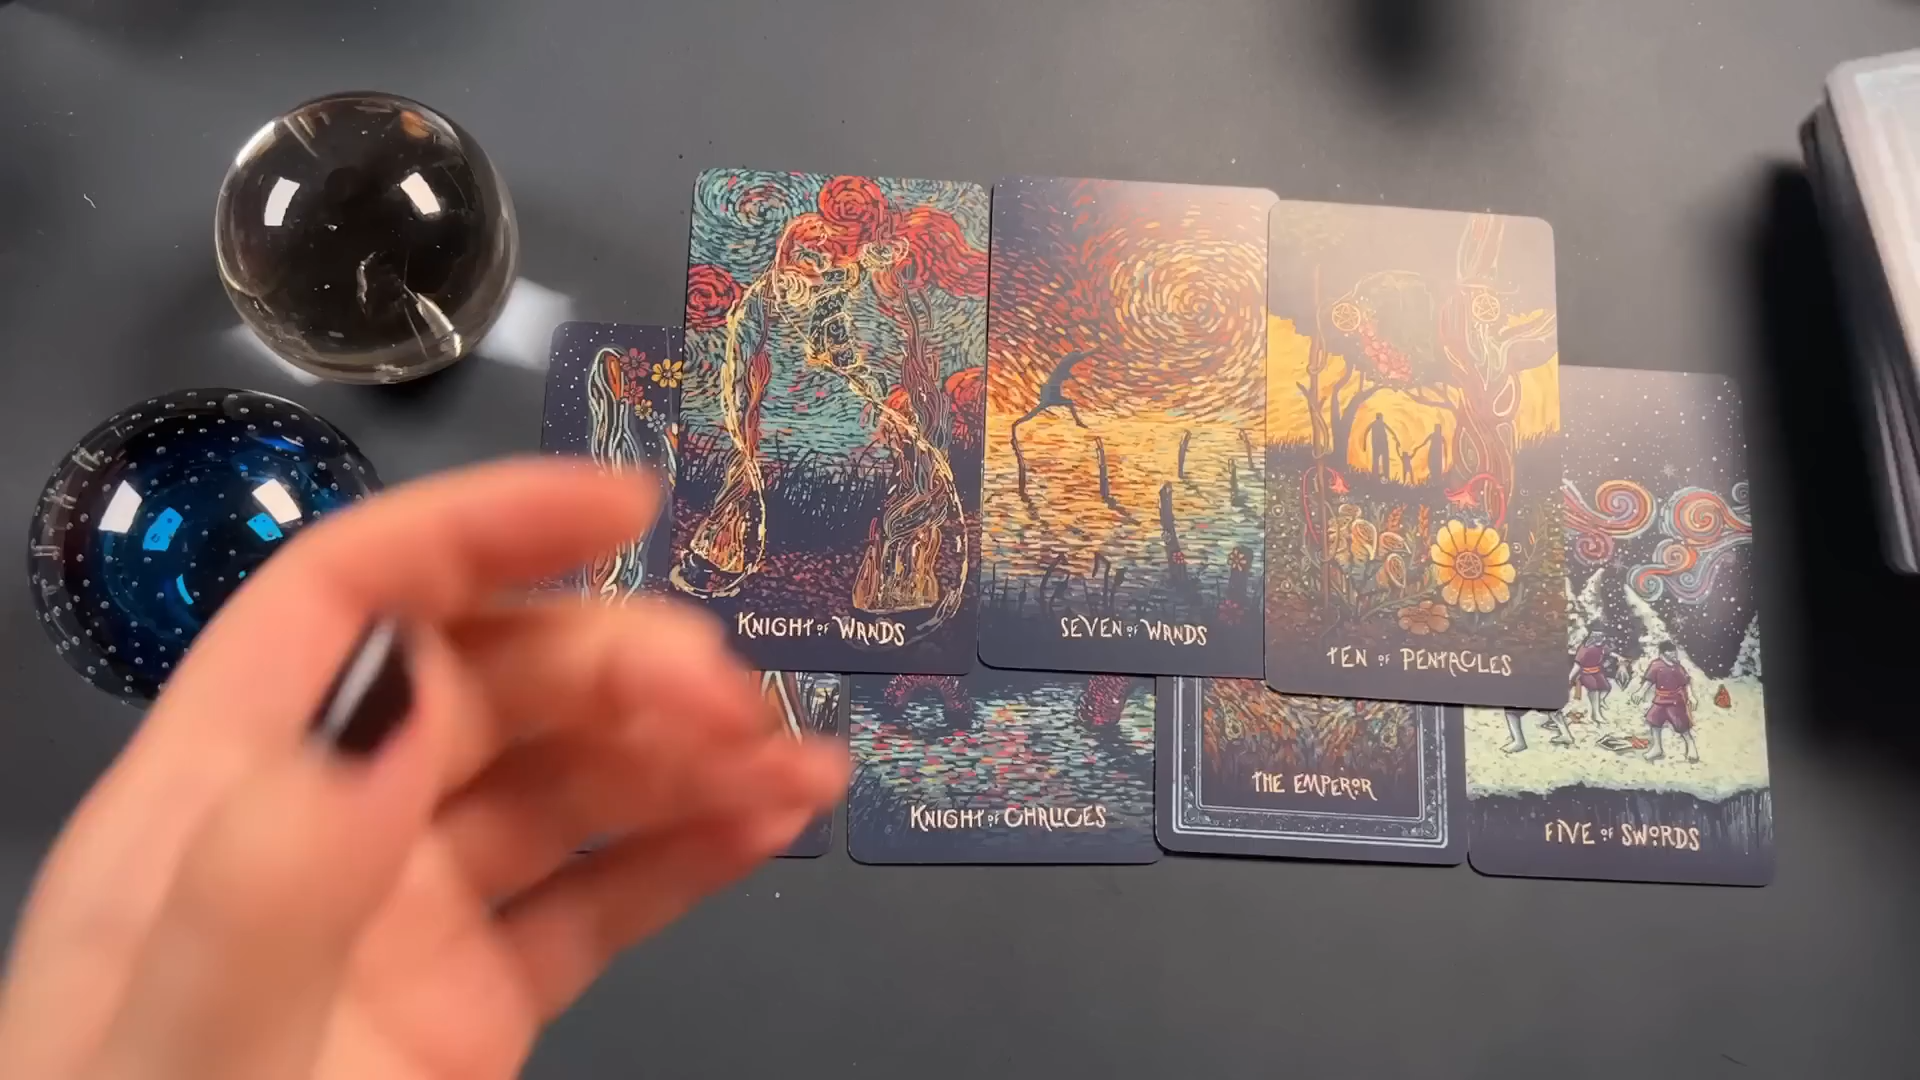 KNIGHT OF WANDS
SEVEN OF WANDS
TEN OF PENTACLES
KNIGHT OF CHALICES
THE EMPEROR
FIVE OF SWORDS